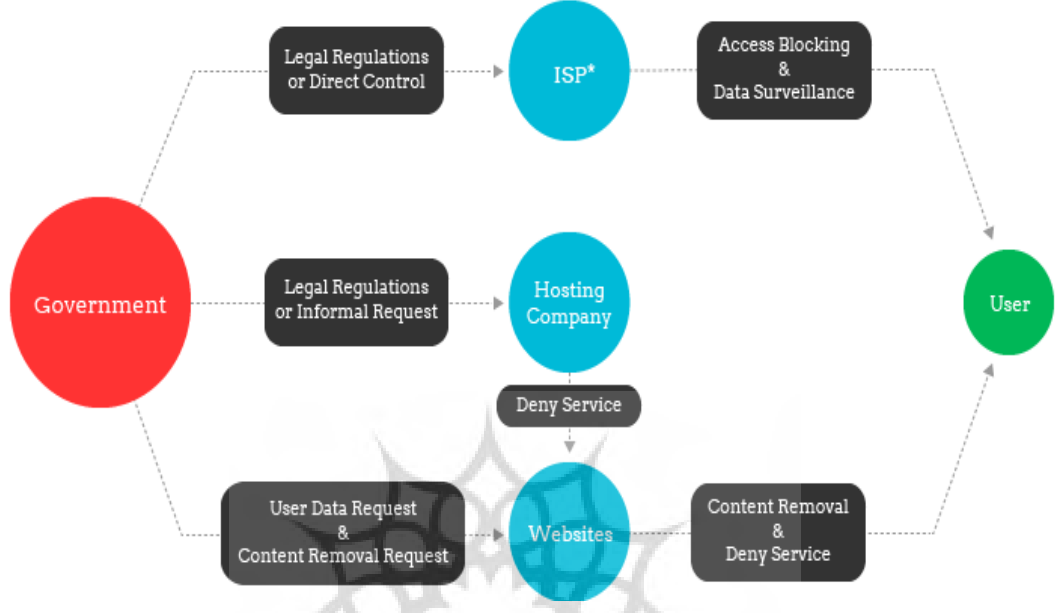 Legal Regulations
or Direct Control
ISP*
Access Blocking
&
Data Surveillance
Government
Legal Regulations
or Informal Request
Hosting
Company
User
Deny Service
User Data Request
&
Content Removal Request
Websites
Content Removal
&
Deny Service